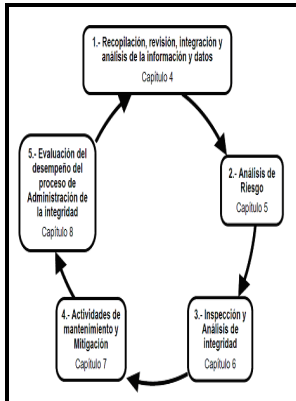 1.- Recopilación, revisión, integración y
análisis de la información y datos
Capítulo 4
2.- Análisis de
Riesgo
Capítulo 5
3.- Inspección y
Análisis de
integridad
Capítulo 6
4.- Actividades de
mantenimiento y
Mitigación
Capítulo 7
5.- Evaluación del
desempeño del
proceso de
Administración de
la integridad
Capítulo 8